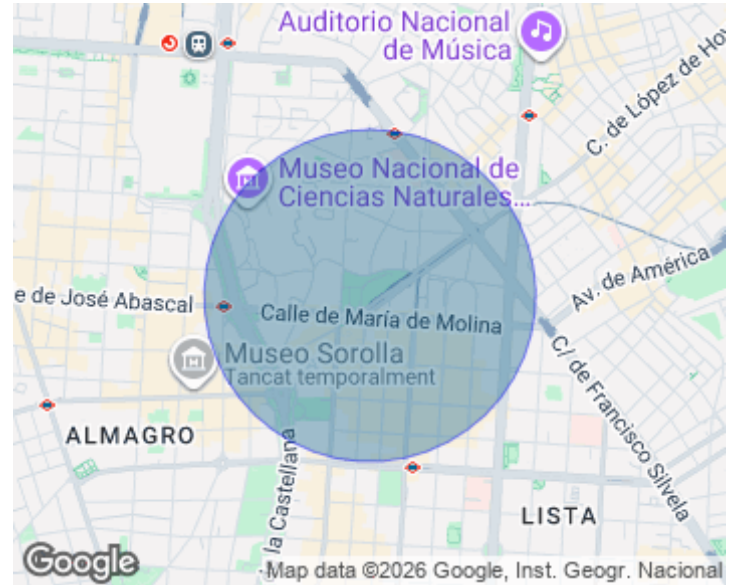 Auditorio Nacional
de Música
C. de López de Ho
Museo Nacional de
Ciencias Naturales...
Av. de América
e de José Abascal
Calle de María de Molina
Museo Sorolla
Tancat temporalment
C/ de Francisco Silvela
ALMAGRO
la Castellana
LISTA
Google
Map data ©2026 Google, Inst. Geogr. Nacional